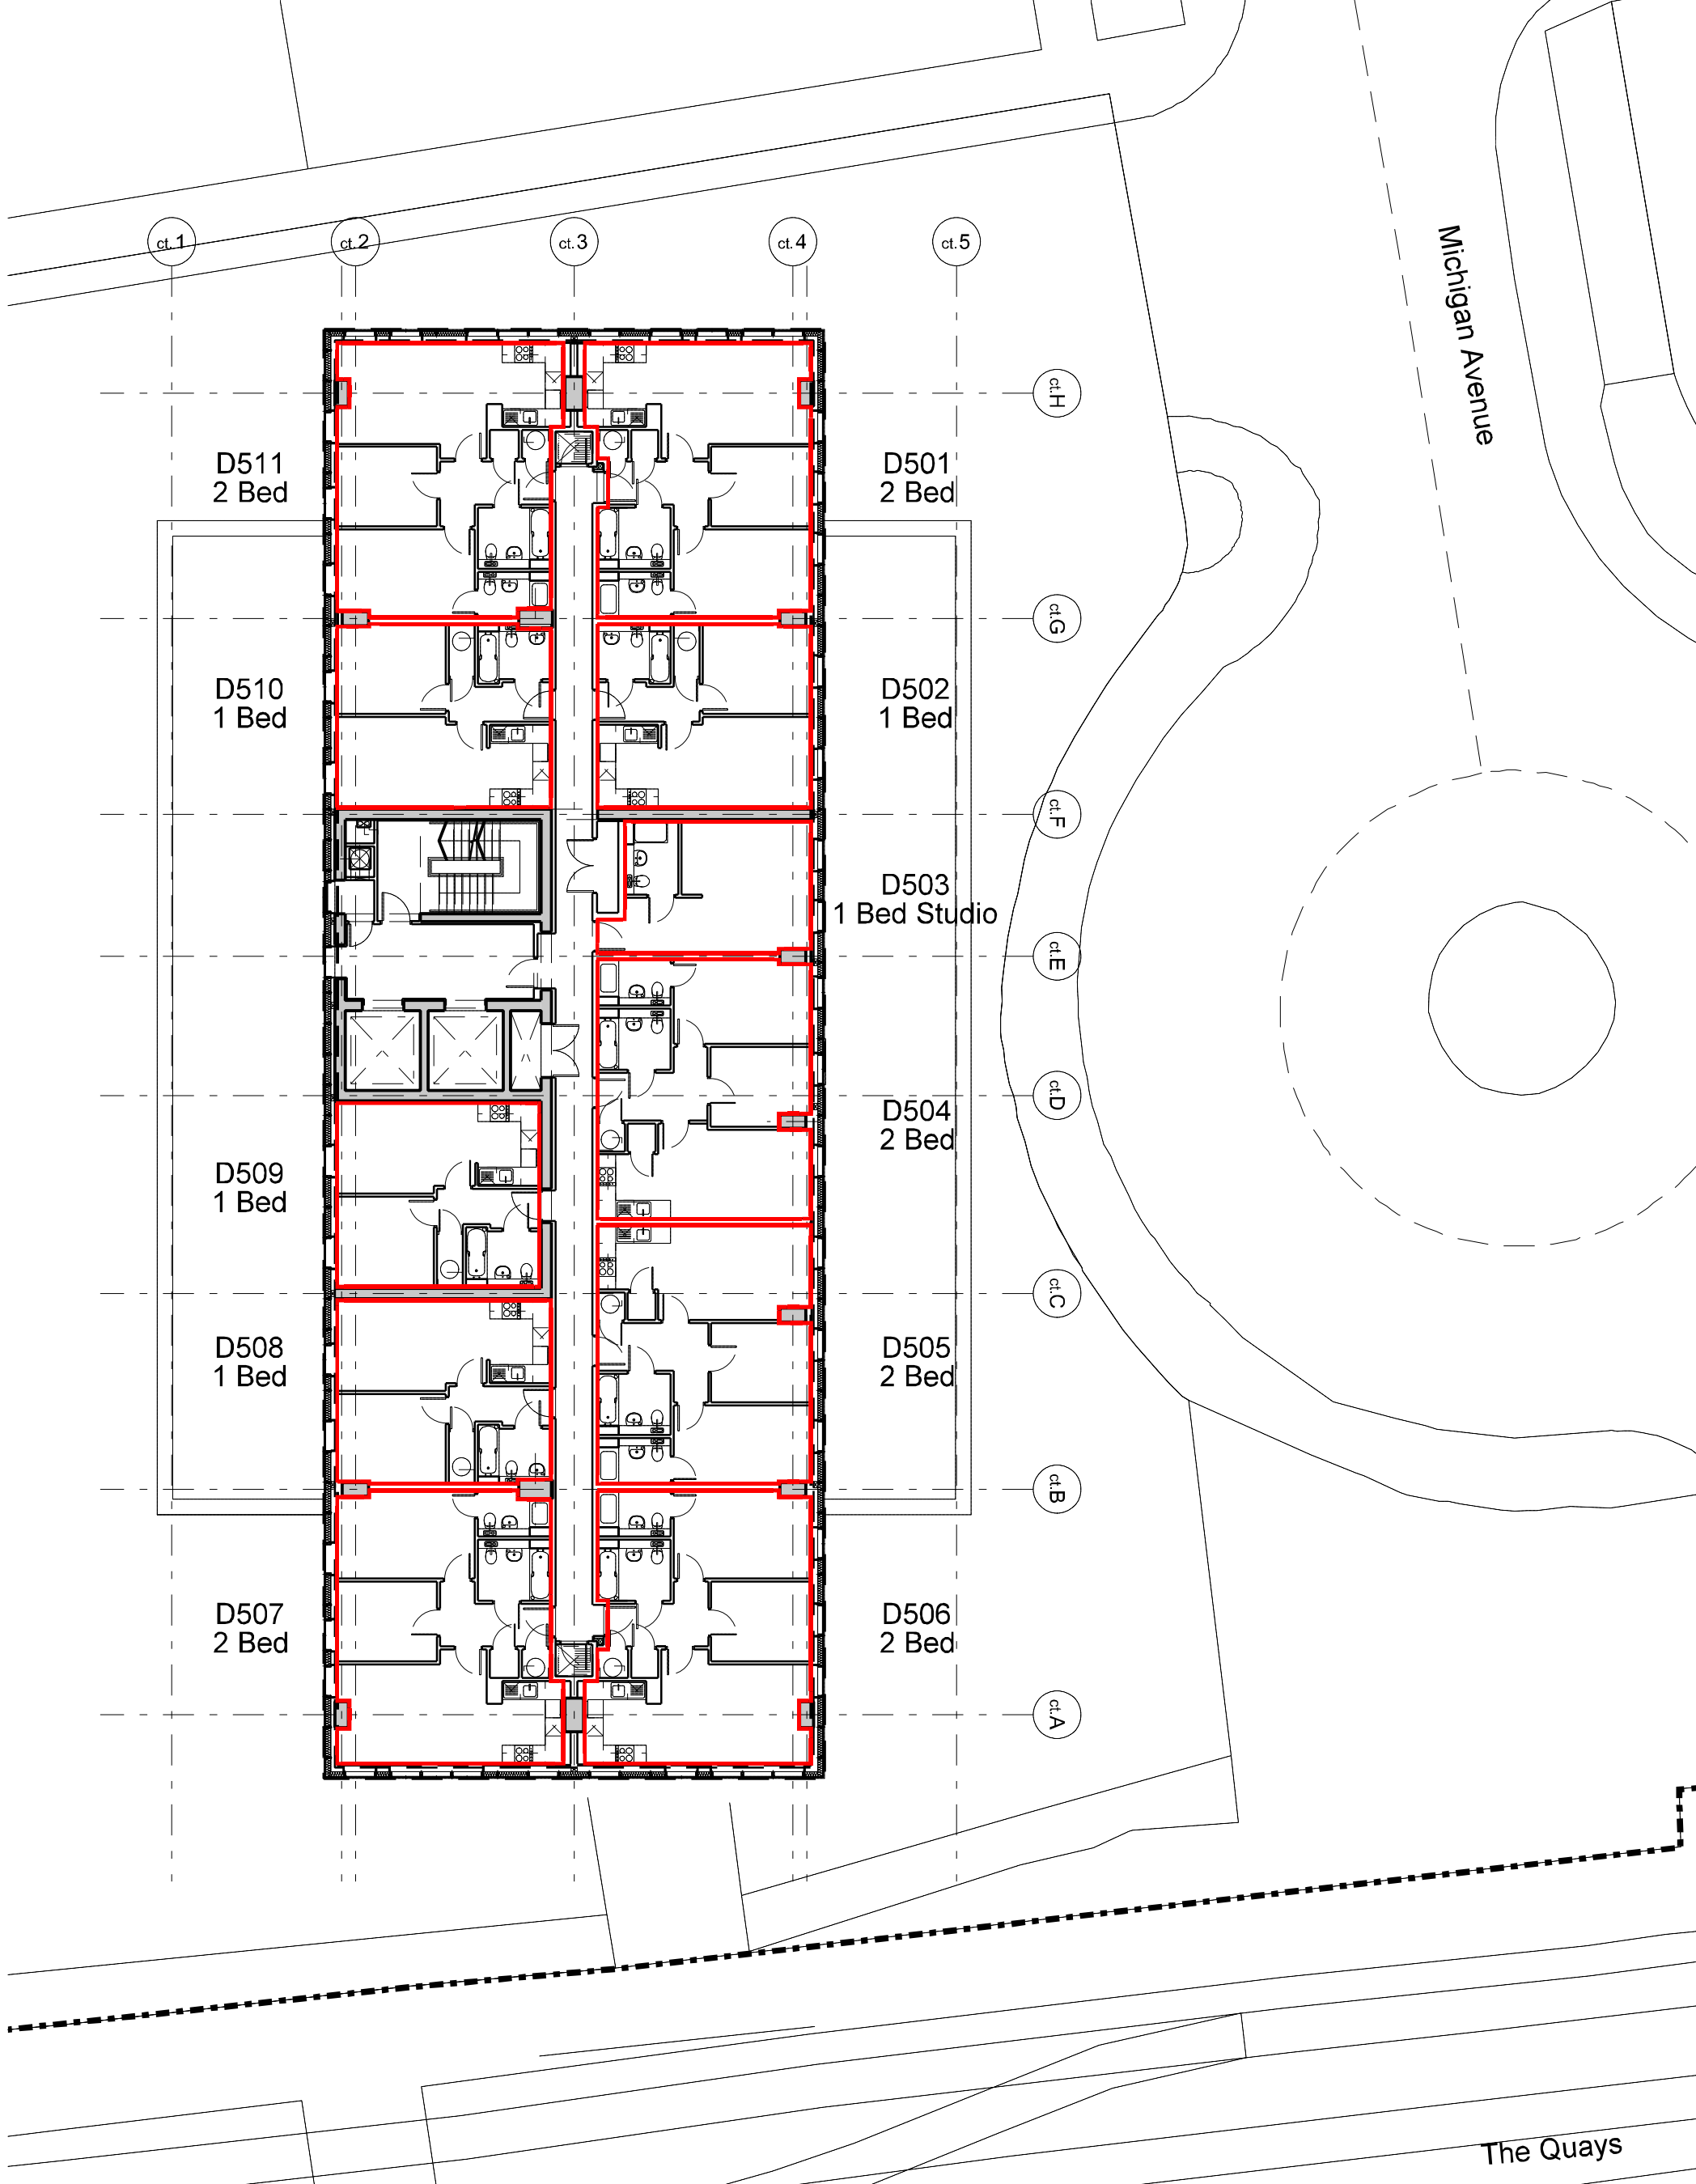 Michigan Avenue
ct.1
ct.2
ct.3
ct.4
ct.5
ct.H
D511
2 Bed
D501
2 Bed
ct.G
D510
1 Bed
D502
1 Bed
ct.F
D503
1 Bed Studio
ct.E
ct.D
D504
2 Bed
D509
1 Bed
ct.C
D508
1 Bed
D505
2 Bed
ct.B
D507
2 Bed
D506
2 Bed
ct.A
The Quays